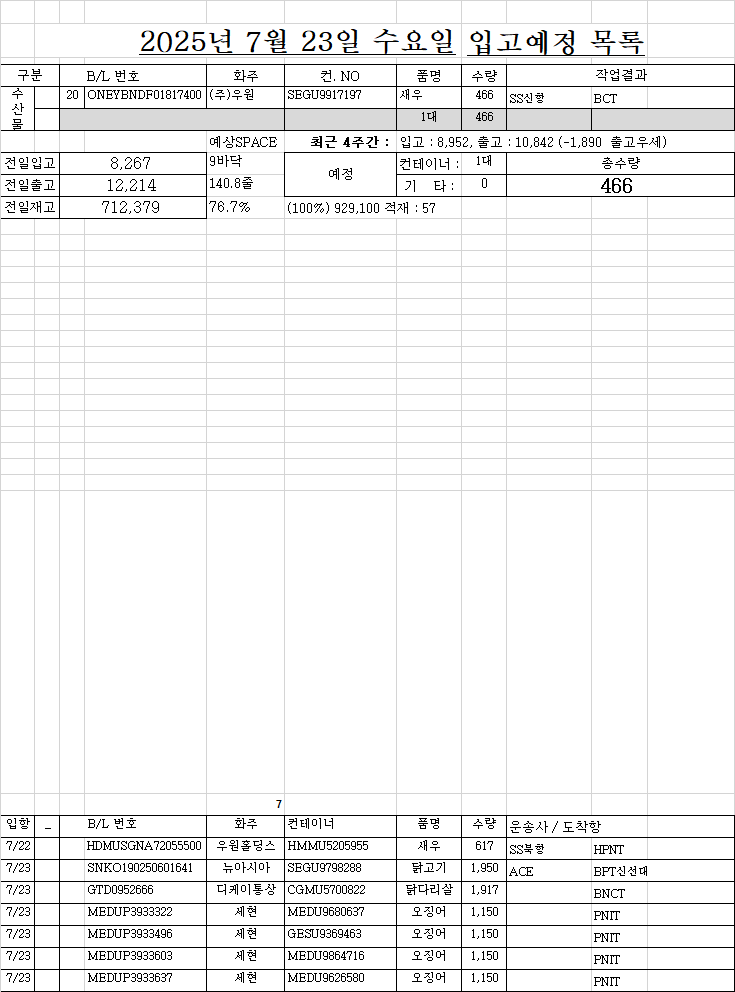 2025년 7월 23일 수요일 입고예정 목록
구분 B/L 번호 화주 컨. NO 품명 수량 작업결과
수산물 20 ONEYBNDF01817400 (주)우원 SEGU9917197 새우 466 SS신항 BCT
1대 466
예상SPACE 최근 4주간 : 입고 : 8,952, 출고 : 10,842 (-1,890 출고우세)
전일입고 8,267 9바닥 예정 컨테이너 : 1대 총수량
전일출고 12,214 140.8줄 기 타 : 0 466
전일재고 712,379 76.7% (100%) 929,100 적재 : 57
7
입항 _ B/L 번호 화주 컨테이너 품명 수량 운송사 / 도착항
7/22 HDMUSGNA72055500 우원홀딩스 HMMU5205955 새우 617 SS북항 HPNT
7/23 SNKO190250601641 뉴아시아 SEGU9798288 닭고기 1,950 ACE BPT신선대
7/23 GTD0952666 디케이통상 CGMU5700822 닭다리살 1,917 BNCT
7/23 MEDUP3933322 세현 MEDU9680637 오징어 1,150 PNIT
7/23 MEDUP3933496 세현 GESU9369463 오징어 1,150 PNIT
7/23 MEDUP3933603 세현 MEDU9864716 오징어 1,150 PNIT
7/23 MEDUP3933637 세현 MEDU9626580 오징어 1,150 PNIT